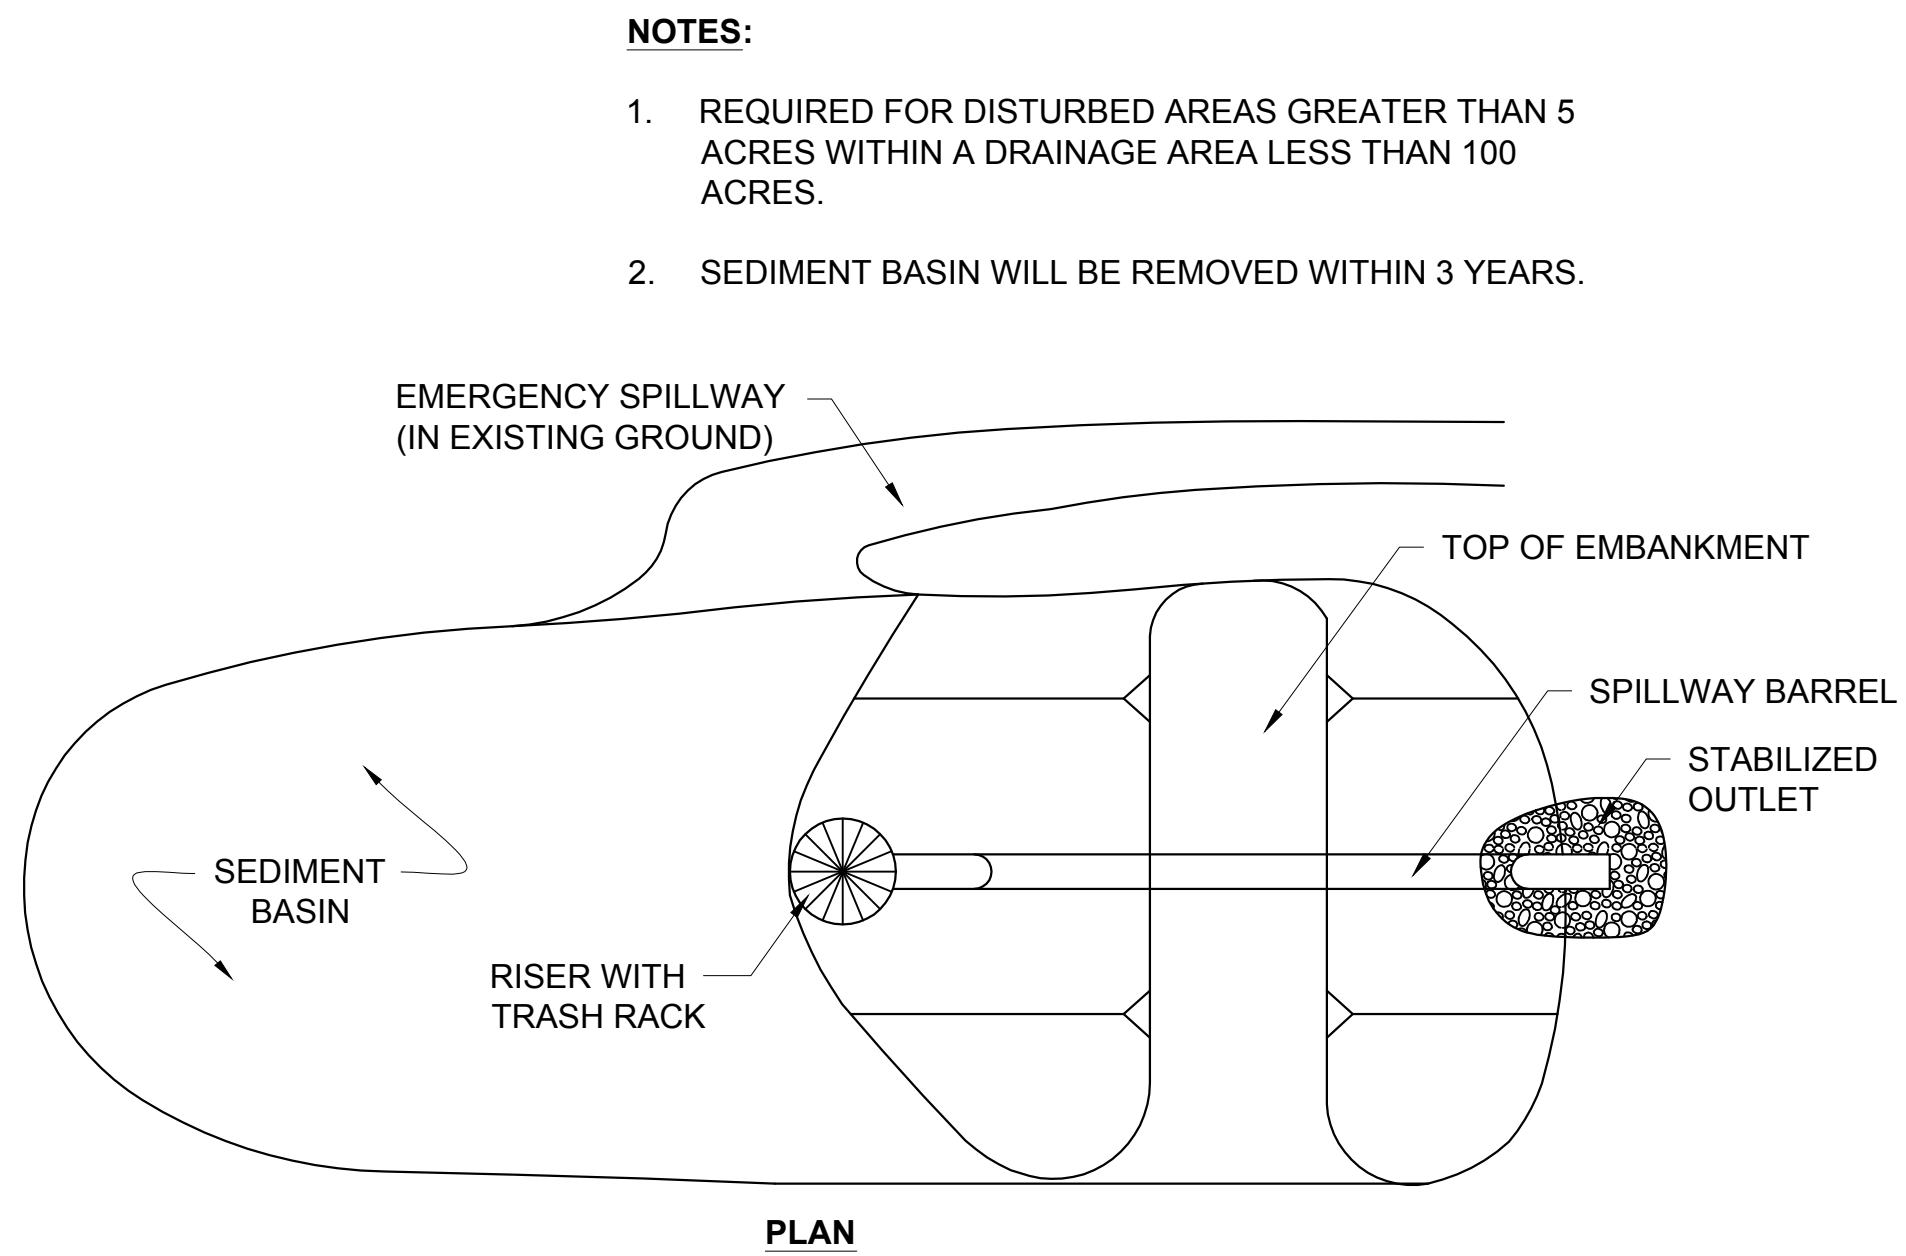 NOTES:
1. REQUIRED FOR DISTURBED AREAS GREATER THAN 5
ACRES WITHIN A DRAINAGE AREA LESS THAN 100
ACRES.
2. SEDIMENT BASIN WILL BE REMOVED WITHIN 3 YEARS.
EMERGENCY SPILLWAY
(IN EXISTING GROUND)
TOP OF EMBANKMENT
SPILLWAY BARREL
STABILIZED
OUTLET
SEDIMENT
BASIN
RISER WITH
TRASH RACK
PLAN